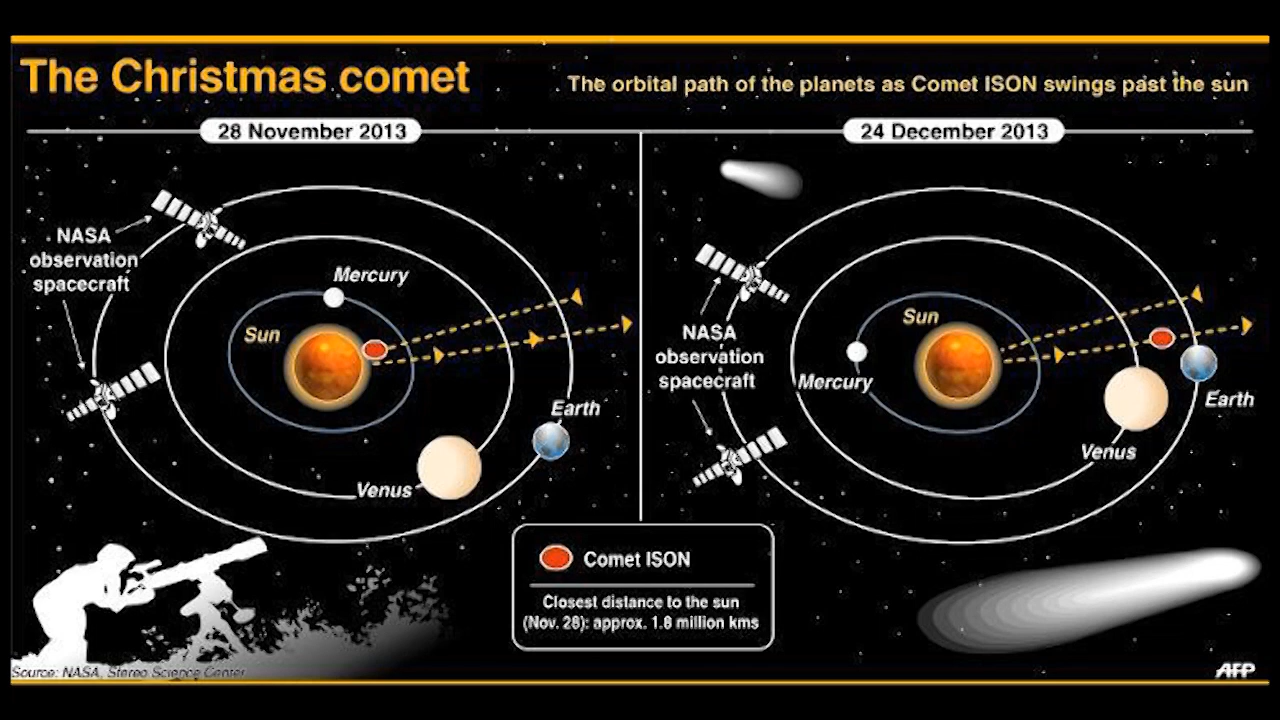 The Christmas comet
The orbital path of the planets as Comet ISON swings past the sun
28 November 2013
NASA
observation
spacecraft
Mercury
Sun
Earth
Venus
24 December 2013
Sun
NASA
observation
spacecraft
Mercury
Earth
Venus
Comet ISON
Closest distance to the sun
(Nov. 28): approx. 1.8 million kms
Source: NASA, Stereo Science Center
AFP